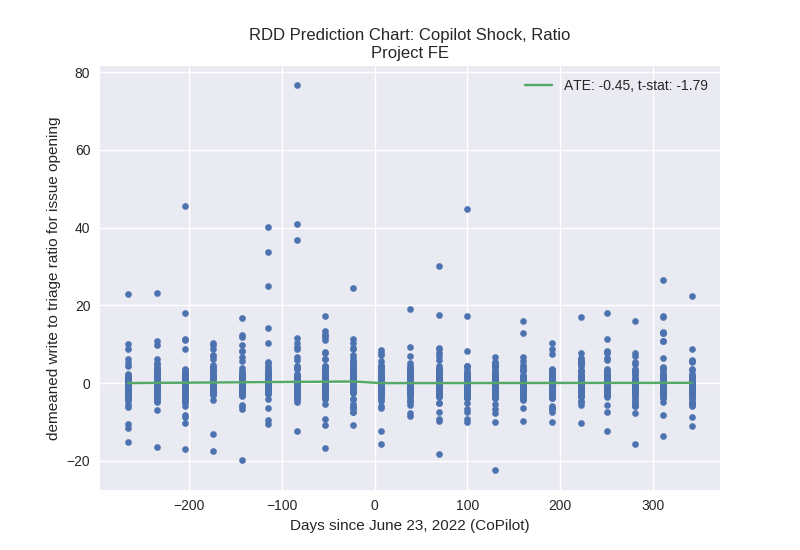 RDD Prediction Chart: Copilot Shock, Ratio
Project FE
ATE: -0.45, t-stat: -1.79
demeaned write to triage ratio for issue opening
80
60
40
20
0
−20
−200
−100
0
100
200
300
Days since June 23, 2022 (CoPilot)